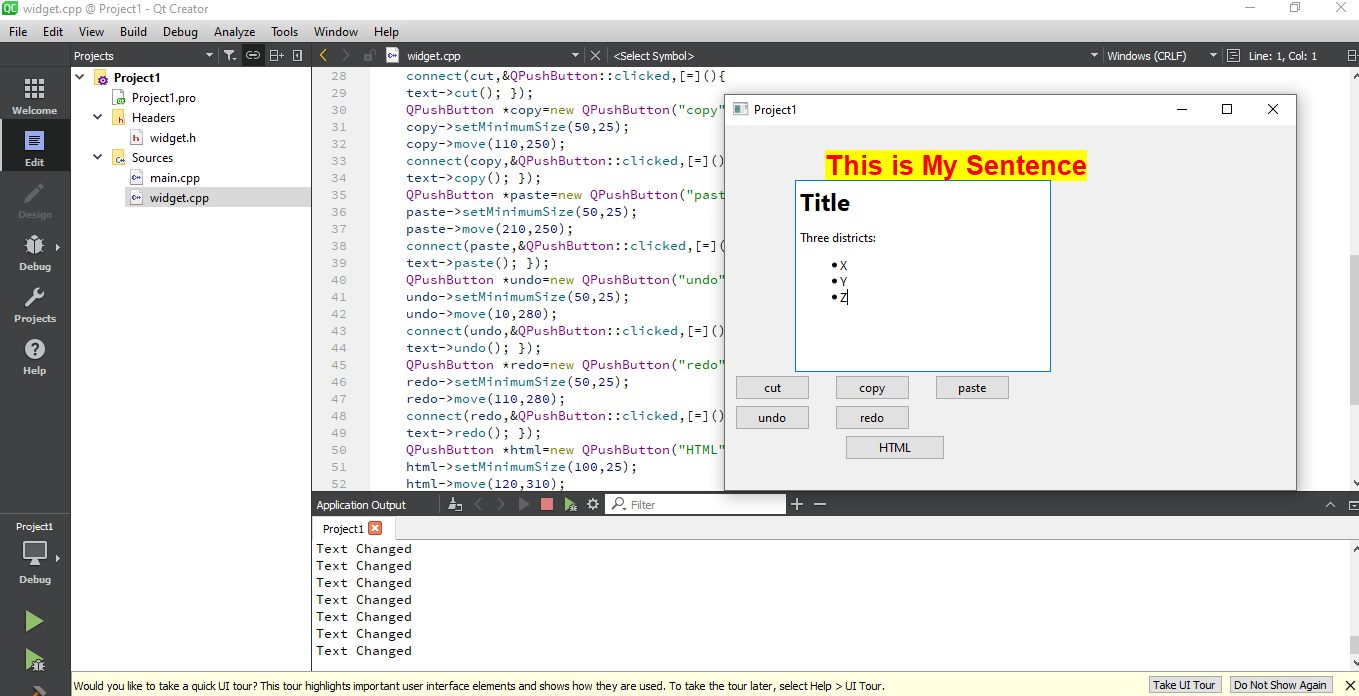 QC widget.cpp @ Project1 - Qt Creator
File Edit View Build Debug Analyze Tools Window Help
Projects
widget.cpp
<Select Symbol>
Windows (CRLF)
Line: 1, Col: 1
Welcome
Edit
Design
Debug
Projects
Help
Project1
Debug
Project1
Project1.pro
Headers
widget.h
Sources
main.cpp
widget.cpp
28 connect(cut,&QPushButton::clicked,[=](){
29 text->cut(); });
30 QPushButton *copy=new QPushButton("copy"
31 copy->setMinimumSize(50,25);
32 copy->move(110,250);
33 connect(copy,&QPushButton::clicked,[=]()
34 text->copy(); });
35 QPushButton *paste=new QPushButton("past
36 paste->setMinimumSize(50,25);
37 paste->move(210,250);
38 connect(paste,&QPushButton::clicked,[=](
39 text->paste(); });
40 QPushButton *undo=new QPushButton("undo"
41 undo->setMinimumSize(50,25);
42 undo->move(10,280);
43 connect(undo,&QPushButton::clicked,[=]()
44 text->undo(); });
45 QPushButton *redo=new QPushButton("redo"
46 redo->setMinimumSize(50,25);
47 redo->move(110,280);
48 connect(redo,&QPushButton::clicked,[=]()
49 text->redo(); });
50 QPushButton *html=new QPushButton("HTML"
51 html->setMinimumSize(100,25);
52 html->move(120,310);
Project1
This is My Sentence
Title
Three districts:
• X
• Y
• Z
cut copy paste
undo redo
HTML
Application Output
Filter
Project1
Text Changed
Text Changed
Text Changed
Text Changed
Text Changed
Text Changed
Text Changed
Would you like to take a quick UI tour? This tour highlights important user interface elements and shows how they are used. To take the tour later, select Help > UI Tour.
Take UI Tour
Do Not Show Again